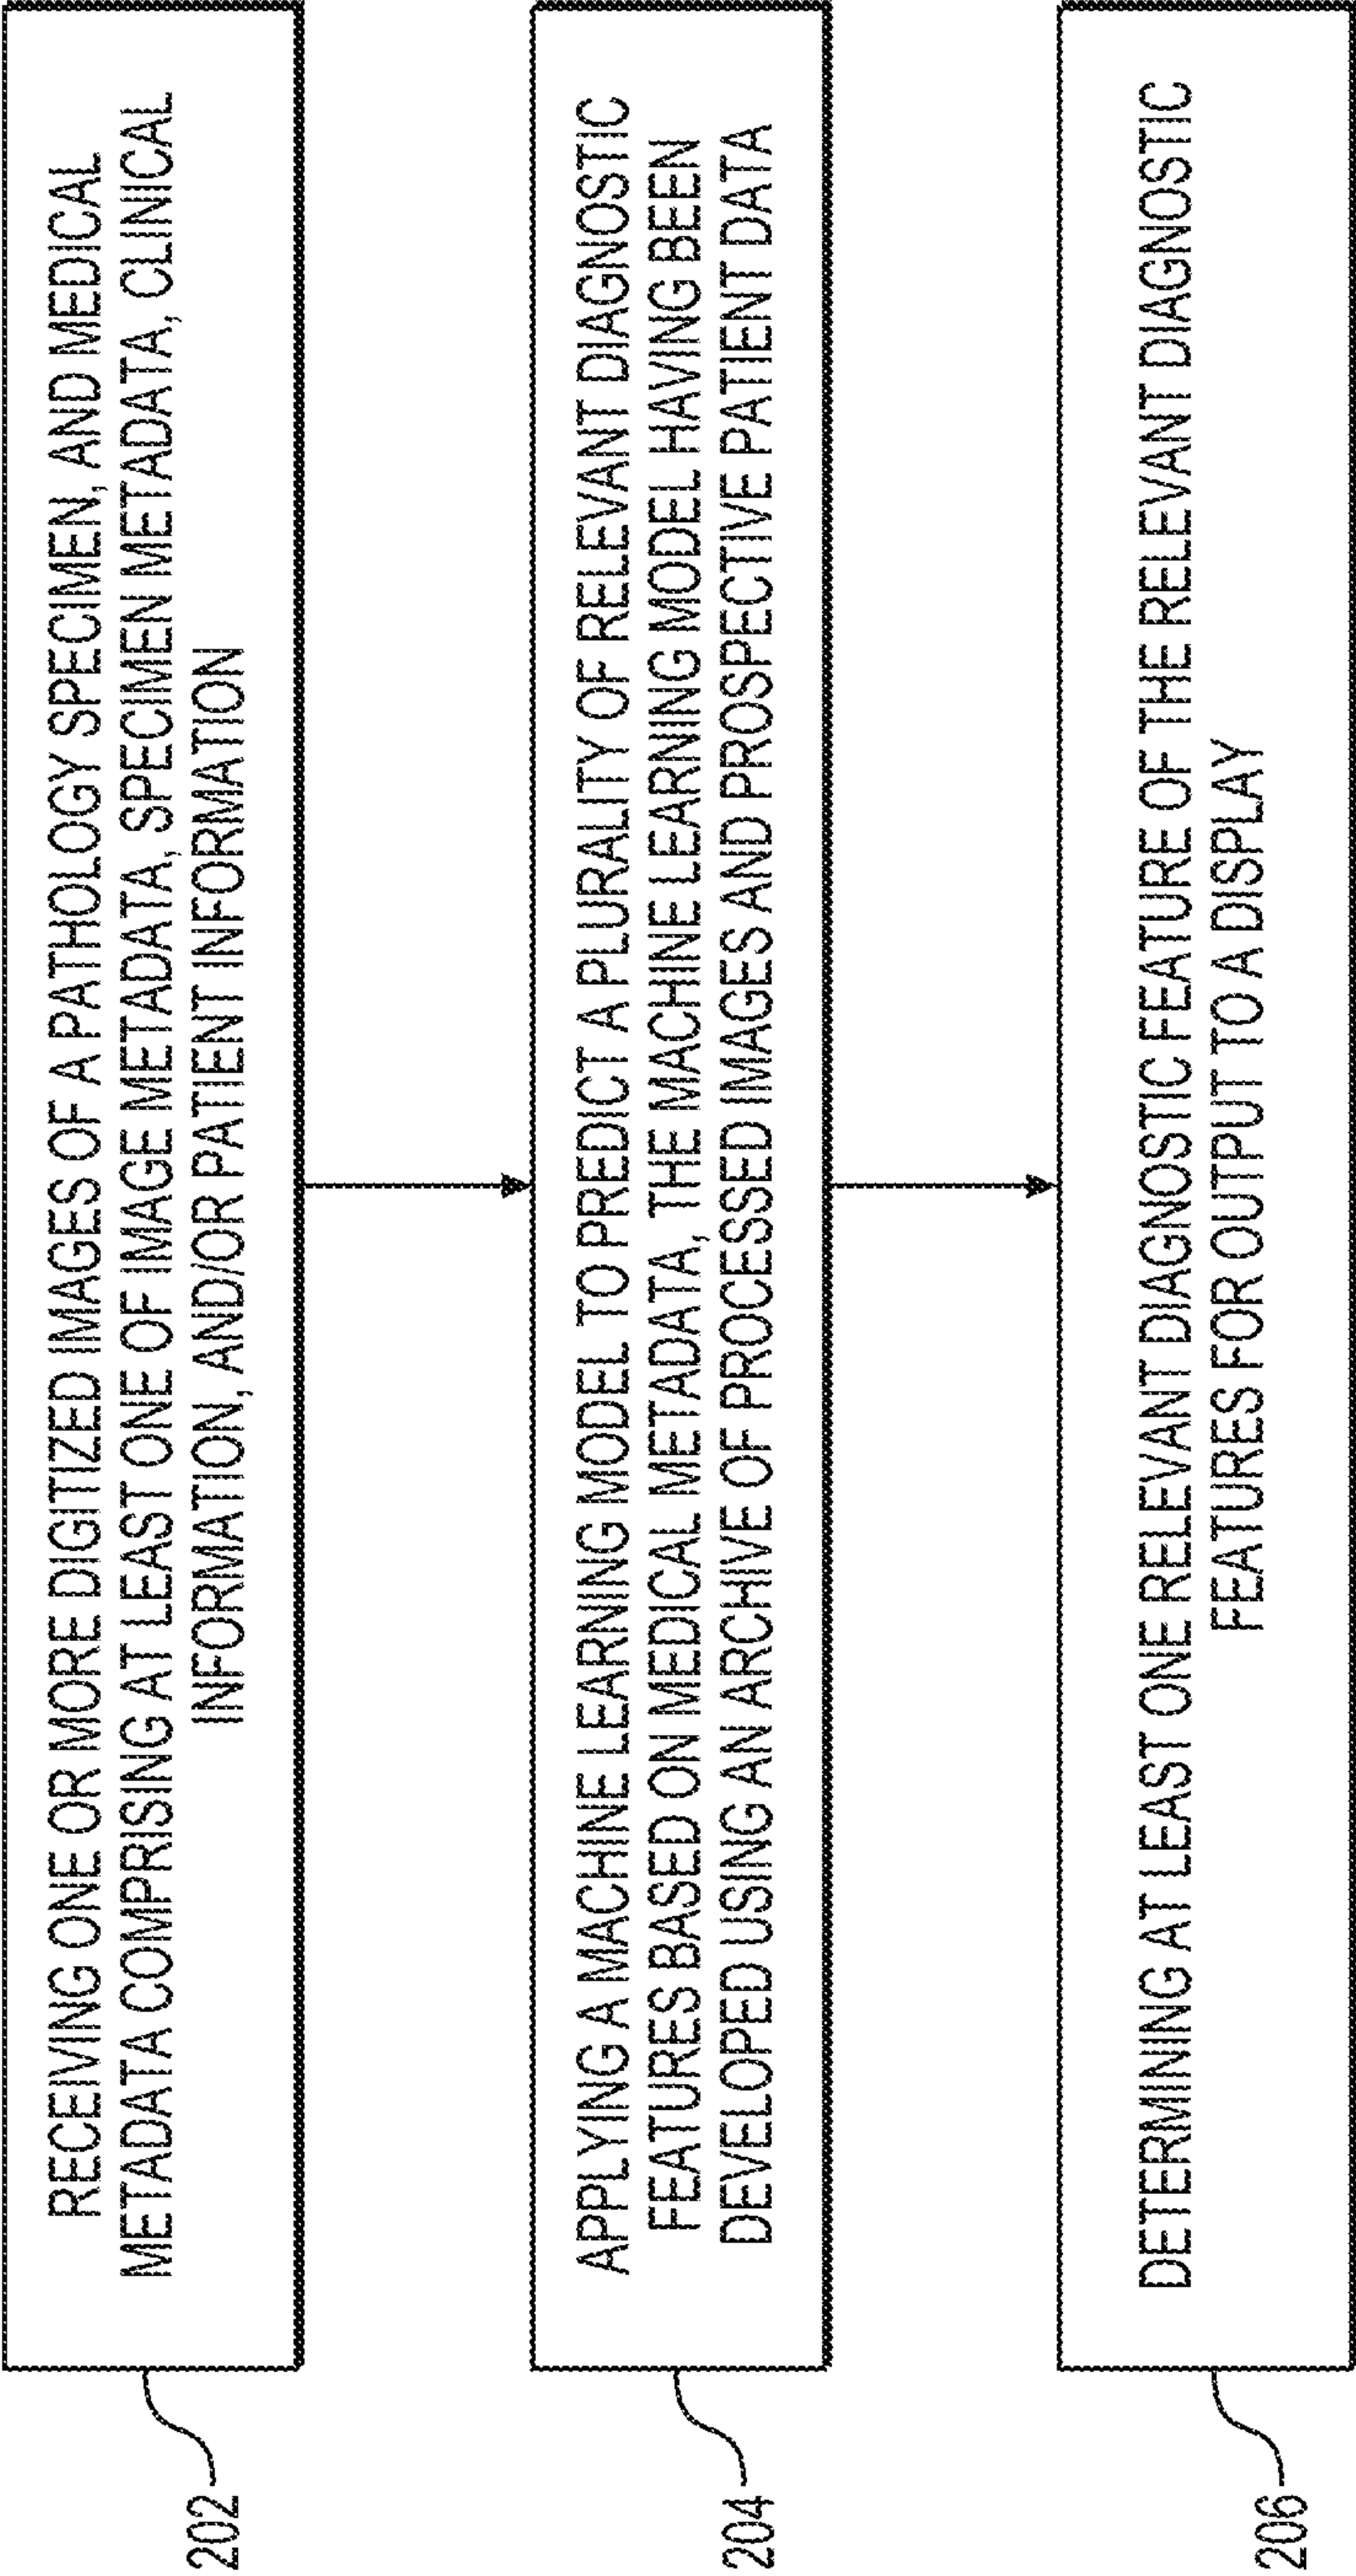 202
RECEIVING ONE OR MORE DIGITIZED IMAGES OF A PATHOLOGY SPECIMEN, AND MEDICAL
METADATA COMPRISING AT LEAST ONE OF IMAGE METADATA, SPECIMEN METADATA, CLINICAL
INFORMATION, AND/OR PATIENT INFORMATION
204
APPLYING A MACHINE LEARNING MODEL TO PREDICT A PLURALITY OF RELEVANT DIAGNOSTIC
FEATURES BASED ON MEDICAL METADATA, THE MACHINE LEARNING MODEL HAVING BEEN
DEVELOPED USING AN ARCHIVE OF PROCESSED IMAGES AND PROSPECTIVE PATIENT DATA
206
DETERMINING AT LEAST ONE RELEVANT DIAGNOSTIC FEATURE OF THE RELEVANT DIAGNOSTIC
FEATURES FOR OUTPUT TO A DISPLAY